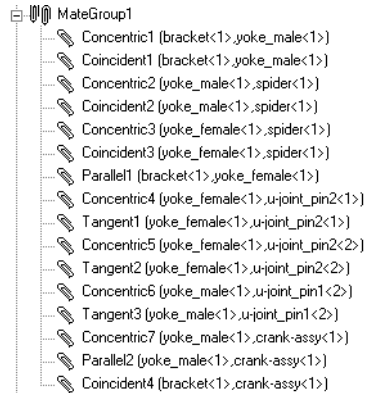 MateGroup1
Concentric1 (bracket<1>,yoke_male<1>)
Coincident1 (bracket<1>,yoke_male<1>)
Concentric2 (yoke_male<1>,spider<1>)
Coincident2 (yoke_male<1>,spider<1>)
Concentric3 (yoke_female<1>,spider<1>)
Coincident3 (yoke_female<1>,spider<1>)
Parallel1 (bracket<1>,yoke_female<1>)
Concentric4 (yoke_female<1>,u-joint_pin2<1>)
Tangent1 (yoke_female<1>,u-joint_pin2<1>)
Concentric5 (yoke_female<1>,u-joint_pin2<2>)
Tangent2 (yoke_female<1>,u-joint_pin2<2>)
Concentric6 (yoke_male<1>,u-joint_pin1<2>)
Tangent3 (yoke_male<1>,u-joint_pin1<2>)
Concentric7 (yoke_male<1>,crank-assy<1>)
Parallel2 (yoke_male<1>,crank-assy<1>)
Coincident4 (bracket<1>,crank-assy<1>)